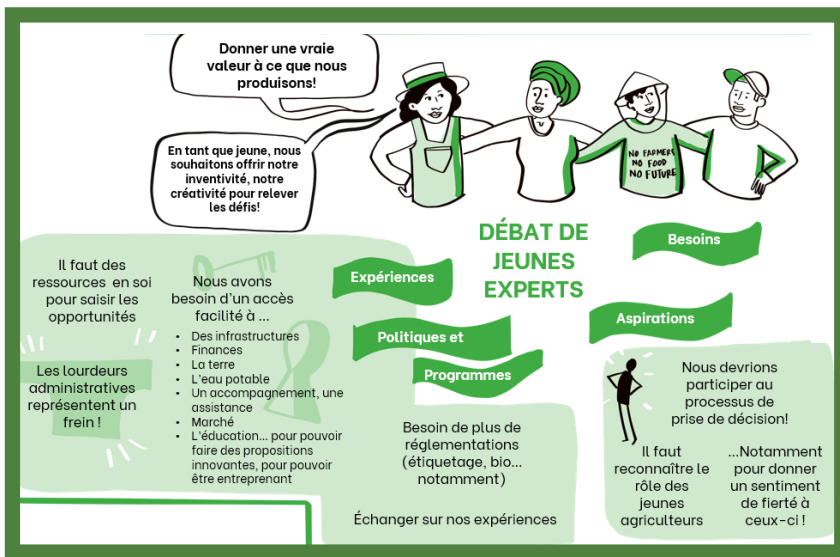 Donner une vraie
valeur à ce que nous
produisons!
En tant que jeune, nous
souhaitons offrir notre
inventivité, notre
créativité pour relever
les défis!
NO FARMERS
NO FOOD
NO FUTURE
DÉBAT DE
JEUNES
EXPERTS
Besoins
Expériences
Aspirations
Politiques et
Programmes
Il faut des
ressources en soi
pour saisir les
opportunités
Les lourdeurs
administratives
représentent un
frein !
Nous avons
besoin d'un accès
facilité à ...
• Des infrastructures
• Finances
• La terre
• L'eau potable
• Un accompagnement, une
assistance
• Marché
• L'éducation... pour pouvoir
faire des propositions
innovantes, pour pouvoir
être entreprenant
Besoin de plus de
réglementations
(étiquetage, bio...
notamment)
Échanger sur nos expériences
Nous devrions
participer au
processus de
prise de décision!
Il faut
reconnaître le
rôle des
jeunes
agriculteurs
...Notamment
pour donner
un sentiment
de fierté à
ceux-ci !